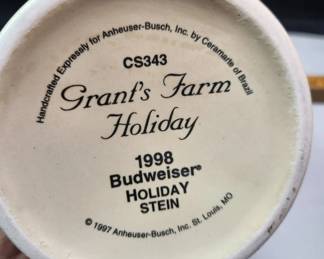 Handcrafted Expressly for Anheuser-Busch, Inc. by Ceramarte of Brazil
CS343
Grant's Farm
Holiday
1998
Budweiser®
HOLIDAY
STEIN
© 1997 Anheuser-Busch, Inc. St. Louis, MO